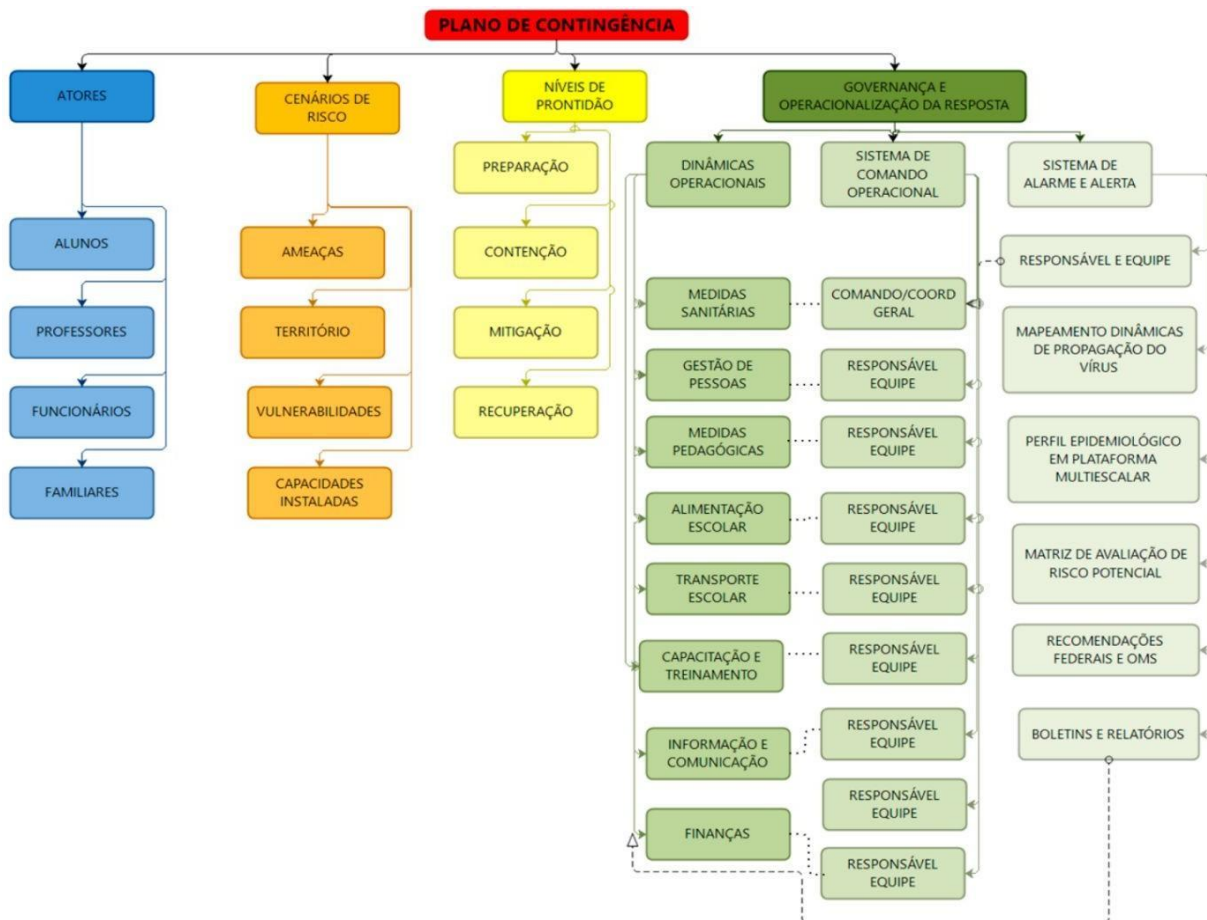 PLANO DE CONTINGÊNCIA
ATORES
CENÁRIOS DE
RISCO
NÍVEIS DE
PRONTIDÃO
GOVERNANÇA E
OPERACIONALIZAÇÃO DA RESPOSTA
ALUNOS
PROFESSORES
FUNCIONÁRIOS
FAMILIARES
AMEAÇAS
TERRITÓRIO
VULNERABILIDADES
CAPACIDADES
INSTALADAS
PREPARAÇÃO
CONTENÇÃO
MITIGAÇÃO
RECUPERAÇÃO
DINÂMICAS
OPERACIONAIS
MEDIDAS
SANITÁRIAS
GESTÃO DE
PESSOAS
MEDIDAS
PEDAGÓGICAS
ALIMENTAÇÃO
ESCOLAR
TRANSPORTE
ESCOLAR
CAPACITAÇÃO E
TREINAMENTO
INFORMAÇÃO E
COMUNICAÇÃO
FINANÇAS
SISTEMA DE
COMANDO
OPERACIONAL
COMANDO/COORD
GERAL
RESPONSÁVEL
EQUIPE
RESPONSÁVEL
EQUIPE
RESPONSÁVEL
EQUIPE
RESPONSÁVEL
EQUIPE
RESPONSÁVEL
EQUIPE
RESPONSÁVEL
EQUIPE
RESPONSÁVEL
EQUIPE
RESPONSÁVEL
EQUIPE
SISTEMA DE
ALARME E ALERTA
RESPONSÁVEL E EQUIPE
MAPEAMENTO DINÂMICAS
DE PROPAGAÇÃO DO
VÍRUS
PERFIL EPIDEMIOLÓGICO
EM PLATAFORMA
MULTIESCALAR
MATRIZ DE AVALIAÇÃO DE
RISCO POTENCIAL
RECOMENDAÇÕES
FEDERAIS E OMS
BOLETINS E RELATÓRIOS